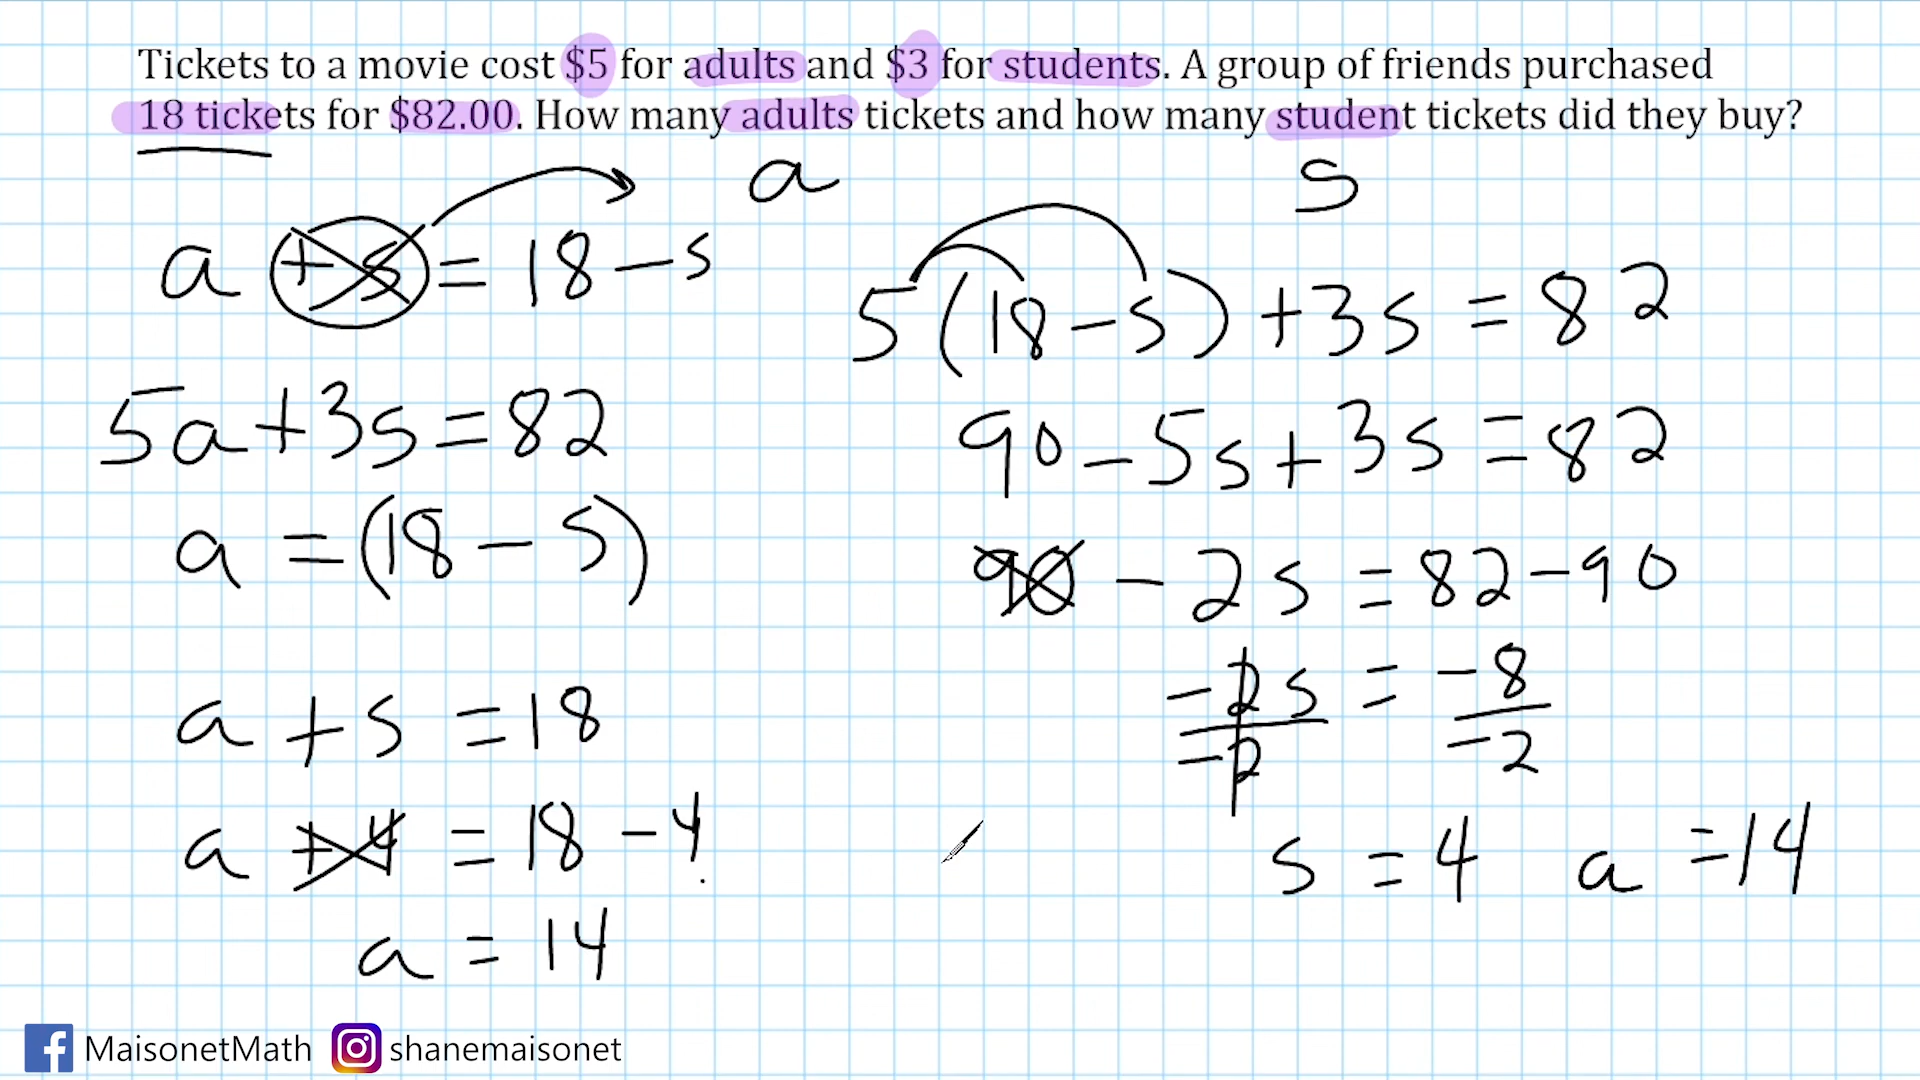 Tickets to a movie cost $5 for adults and $3 for students. A group of friends purchased
18 tickets for $82.00. How many adults tickets and how many student tickets did they buy?
a s
a + s = 18 - s
5a + 3s = 82
a = (18 - s)
a + s = 18
a + 4 = 18 - 4
a = 14
5(18 - s) + 3s = 82
90 - 5s + 3s = 82
90 - 2s = 82 - 90
-2s = -8
-2 -2
s = 4 a = 14
MaisonetMath shanemaisonet